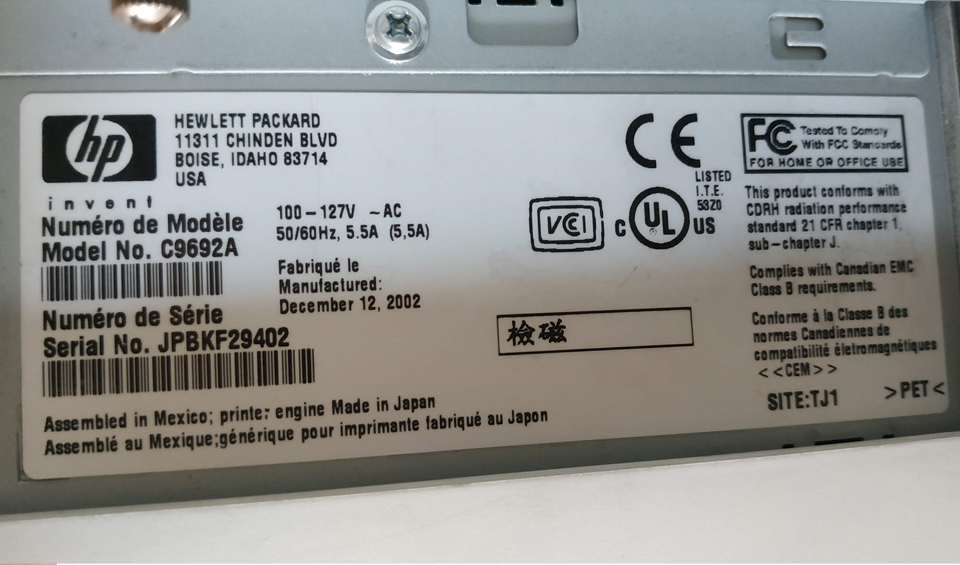 hp
invent
HEWLETT PACKARD
11311 CHINDEN BLVD
BOISE, IDAHO 83714
USA
Numéro de Modèle
Model No. C9692A
100-127V ~AC
50/60Hz, 5.5A (5,5A)
Fabriqué le
Manufactured:
December 12, 2002
Numéro de Série
Serial No. JPBKF29402
Assembled in Mexico; printer engine Made in Japan
Assemblé au Mexique;générique pour imprimante fabriqué au Japon
CE
VCI
LISTED
I.T.E.
53Z0
C UL US
檢磁
FC Tested To Comply
With FCC Standards
FOR HOME OR OFFICE USE
This product conforms with
CDRH radiation performance
standard 21 CFR chapter 1,
sub-chapter J.
Complies with Canadian EMC
Class B requirements.
Conforme à la Classe B des
normes Canadiennes de
compatibilité életromagnétiques
<<CEM>>
SITE:TJ1
>PET<